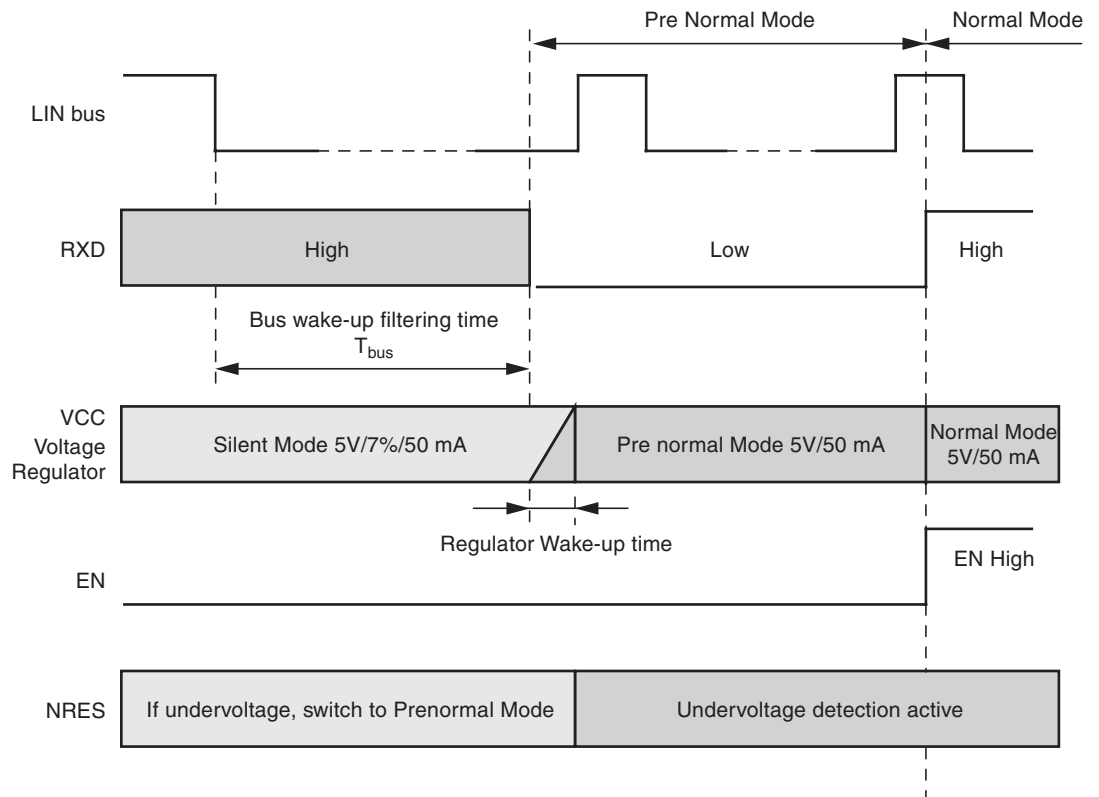 Pre Normal Mode
Normal Mode
LIN bus
RXD
High
Low
High
Bus wake-up filtering time
Tbus
VCC
Voltage
Regulator
Silent Mode 5V/7%/50 mA
Pre normal Mode 5V/50 mA
Normal Mode
5V/50 mA
Regulator Wake-up time
EN
EN High
NRES
If undervoltage, switch to Prenormal Mode
Undervoltage detection active